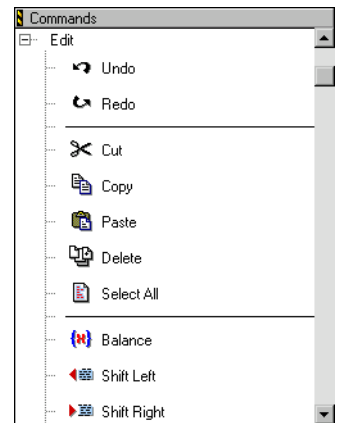 Commands
Edit
Undo
Redo
Cut
Copy
Paste
Delete
Select All
Balance
Shift Left
Shift Right